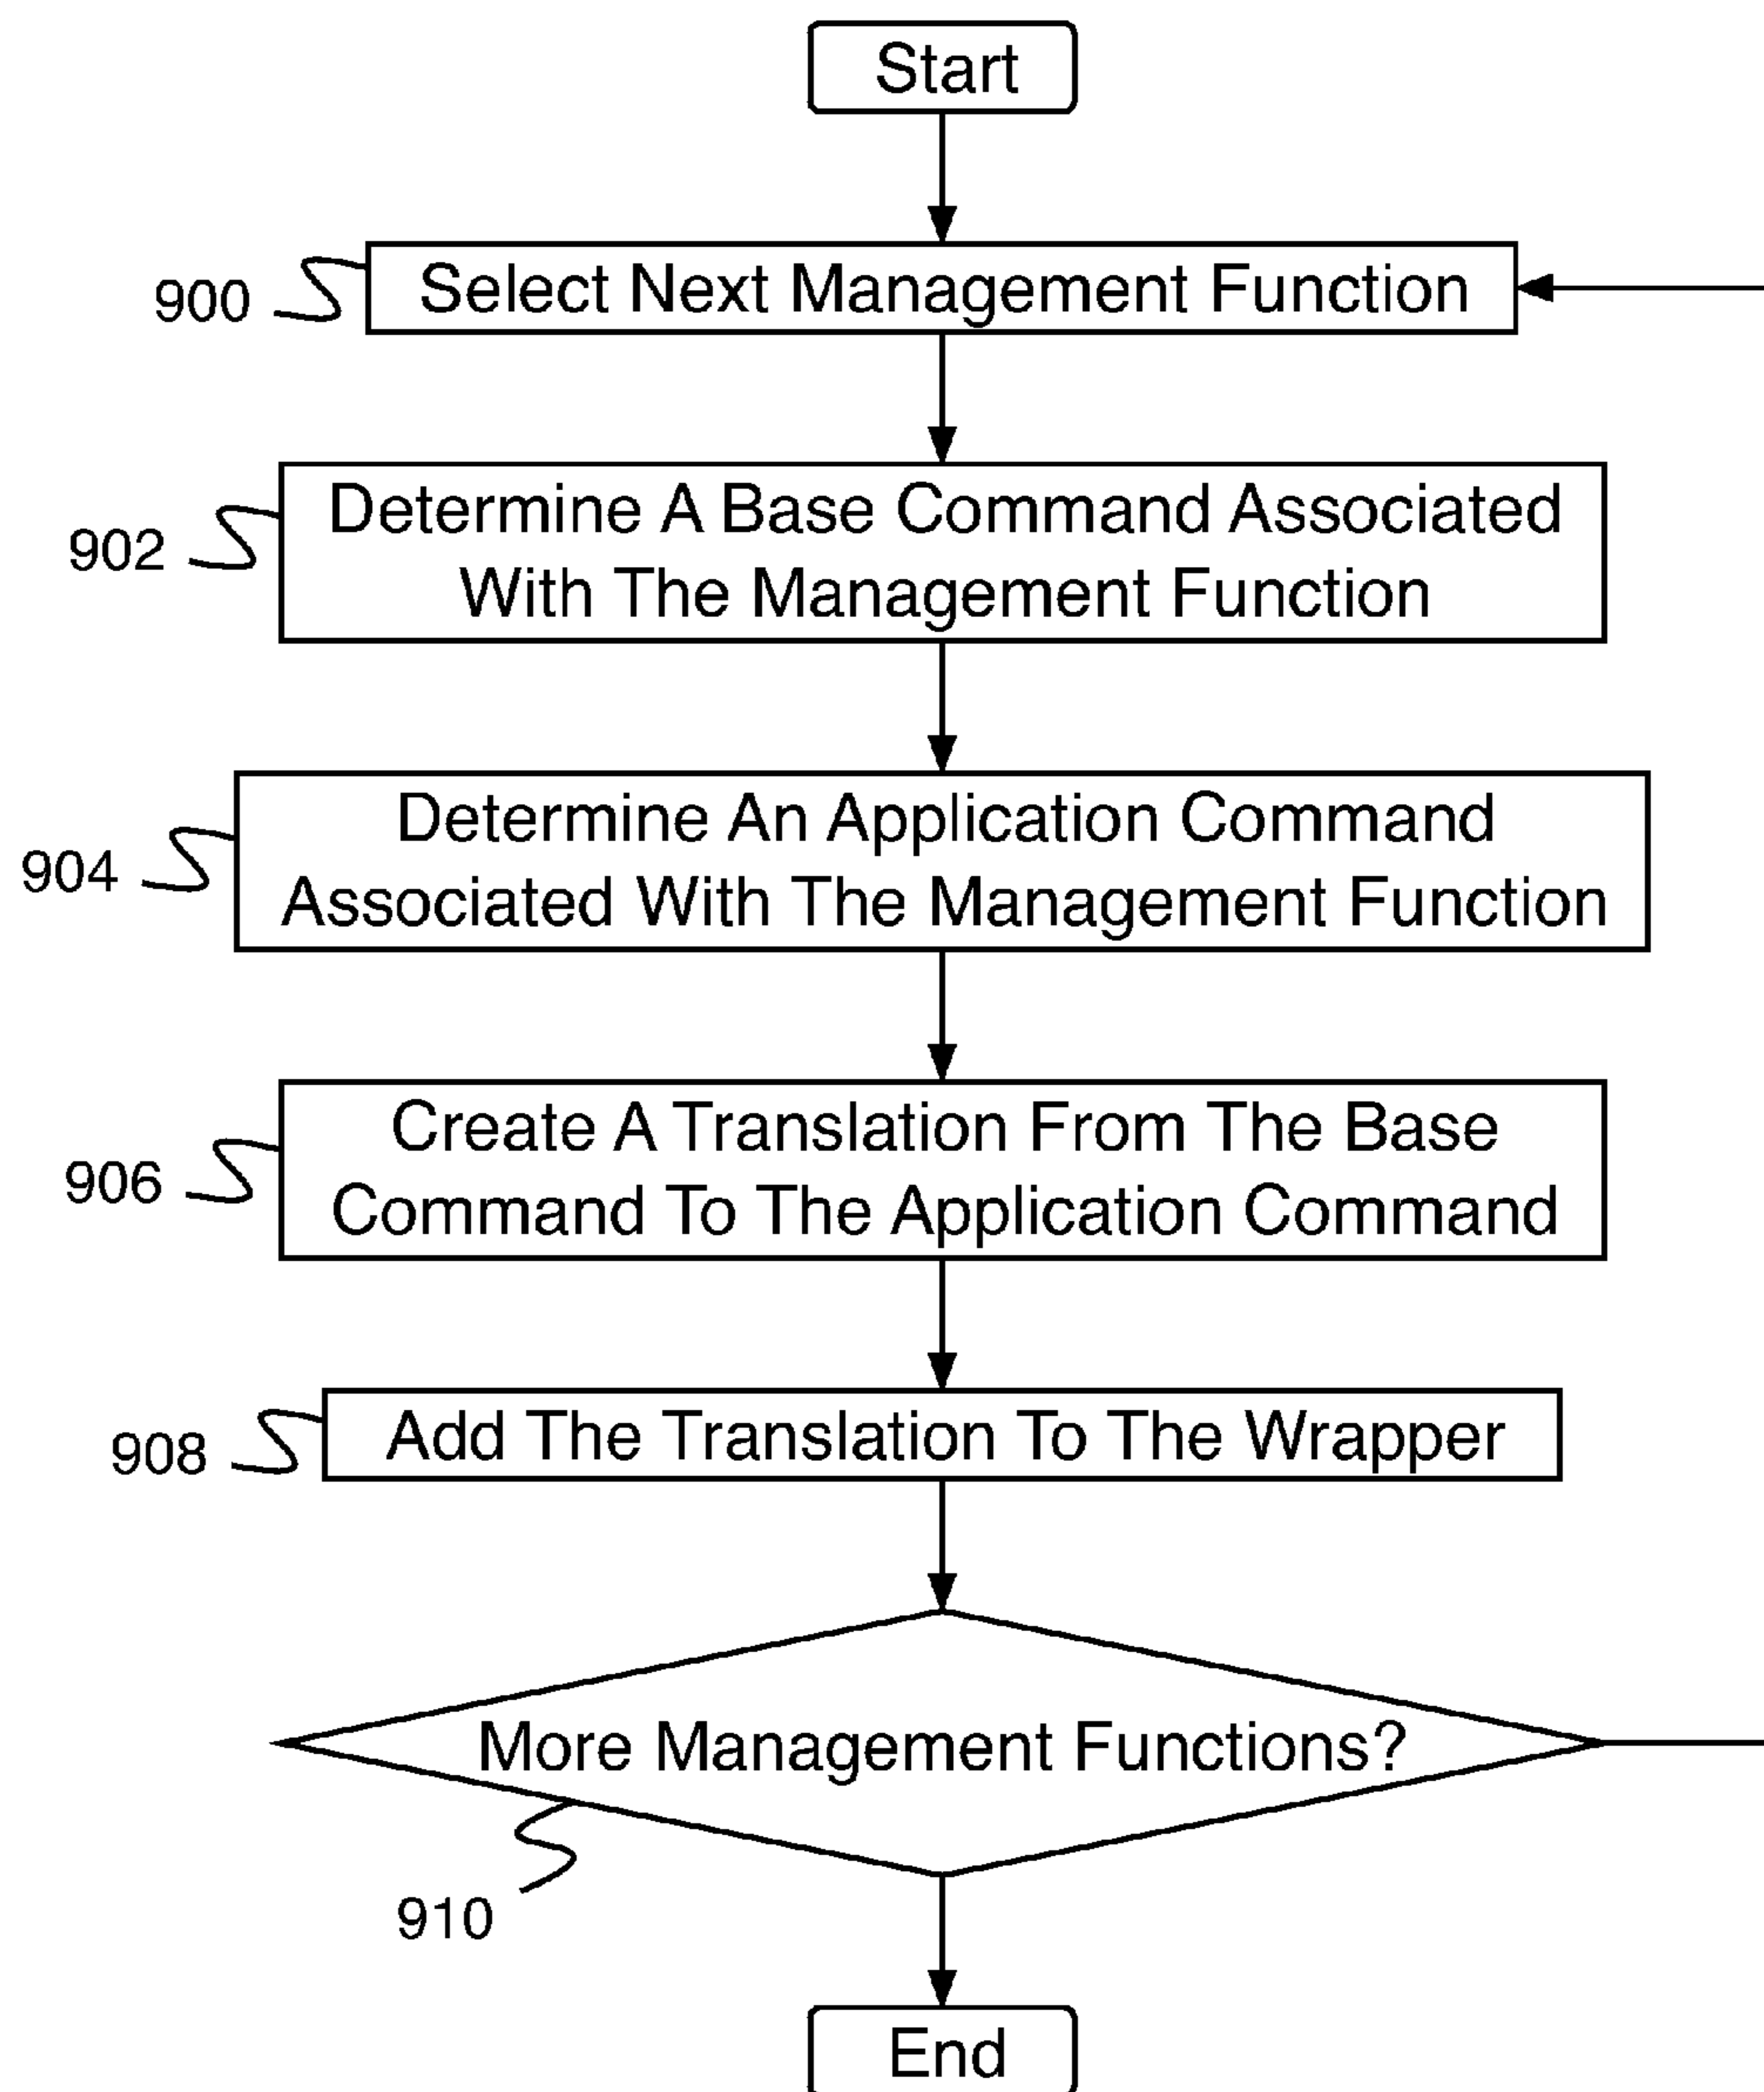 Start
900
Select Next Management Function
902
Determine A Base Command Associated
With The Management Function
904
Determine An Application Command
Associated With The Management Function
906
Create A Translation From The Base
Command To The Application Command
908
Add The Translation To The Wrapper
More Management Functions?
910
End